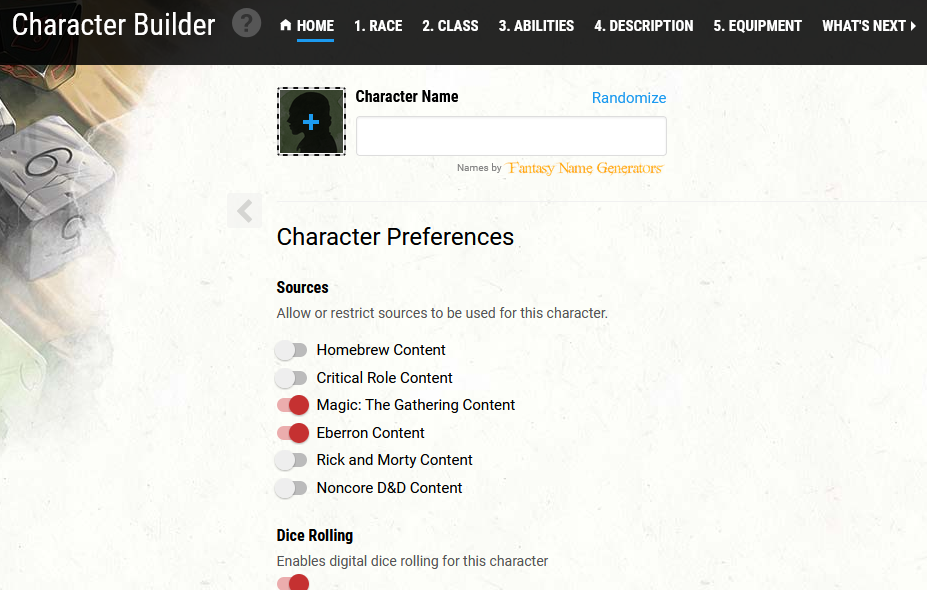 Character Builder ? HOME 1. RACE 2. CLASS 3. ABILITIES 4. DESCRIPTION 5. EQUIPMENT WHAT'S NEXT
Character Name Randomize
Names by Fantasy Name Generators
Character Preferences
Sources
Allow or restrict sources to be used for this character.
Homebrew Content
Critical Role Content
Magic: The Gathering Content
Eberron Content
Rick and Morty Content
Noncore D&D Content
Dice Rolling
Enables digital dice rolling for this character